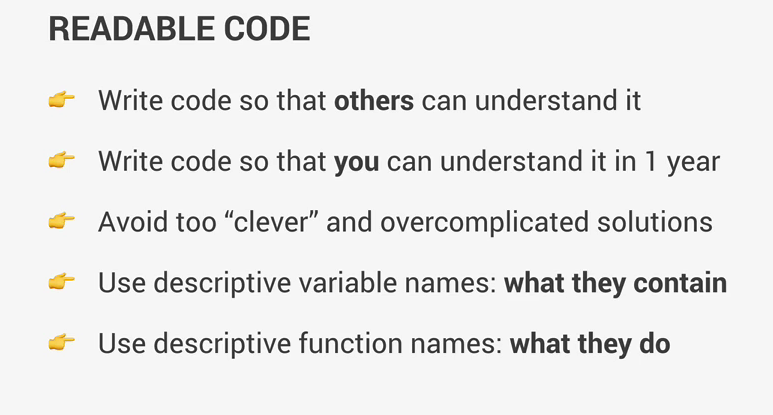 READABLE CODE
👉 Write code so that others can understand it
👉 Write code so that you can understand it in 1 year
👉 Avoid too “clever” and overcomplicated solutions
👉 Use descriptive variable names: what they contain
👉 Use descriptive function names: what they do